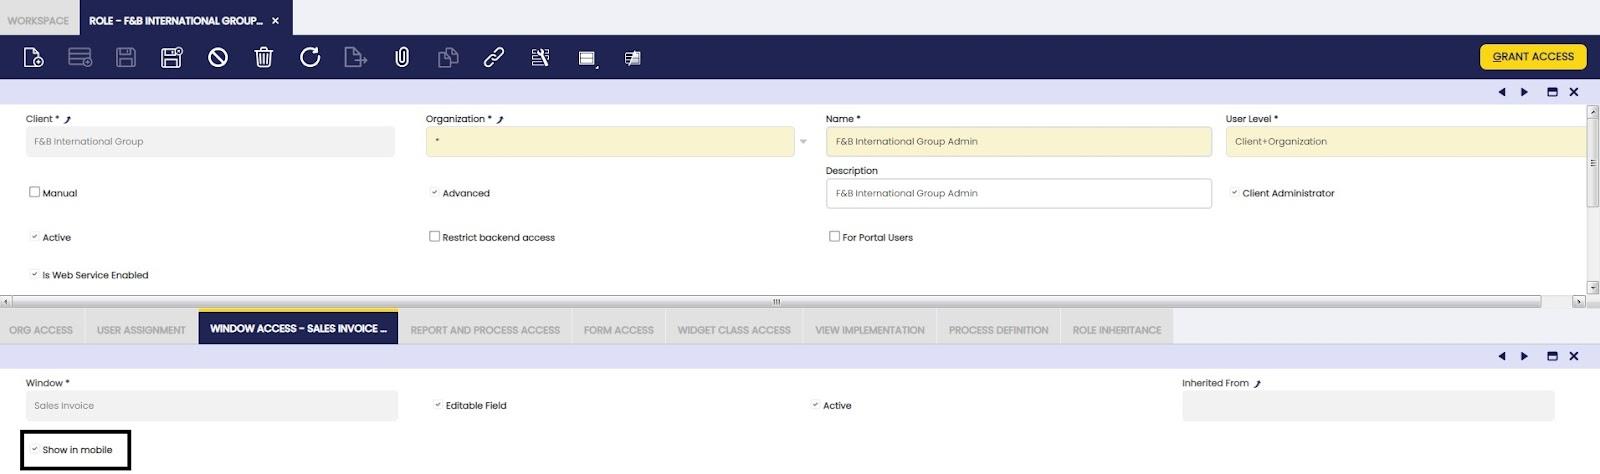 WORKSPACE
ROLE - F&B INTERNATIONAL GROUP...
GRANT ACCESS
Client *
Organization *
Name *
User Level *
F&B International Group
*
F&B International Group Admin
Client+Organization
Description
Manual
Advanced
F&B International Group Admin
Client Administrator
Active
Restrict backend access
For Portal Users
Is Web Service Enabled
ORG ACCESS
USER ASSIGNMENT
WINDOW ACCESS - SALES INVOICE ...
REPORT AND PROCESS ACCESS
FORM ACCESS
WIDGET CLASS ACCESS
VIEW IMPLEMENTATION
PROCESS DEFINITION
ROLE INHERITANCE
Window *
Inherited From
Sales Invoice
Editable Field
Active
Show in mobile